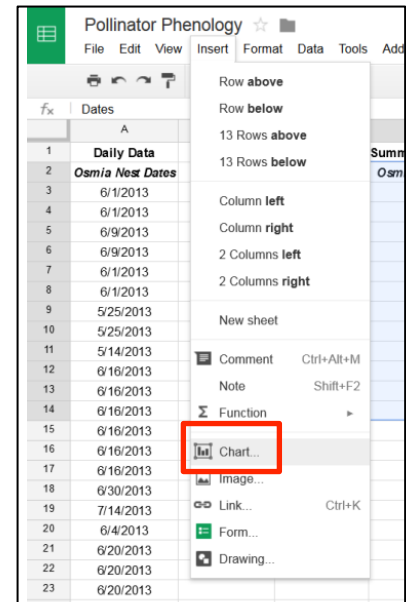 Pollinator Phenology
File Edit View Insert Format Data Tools Add
fx Dates
A
1 Daily Data Summ
2 Osmia Nest Dates Osm
3 6/1/2013
4 6/1/2013
5 6/9/2013
6 6/9/2013
7 6/1/2013
8 6/1/2013
9 5/25/2013
10 5/25/2013
11 5/14/2013
12 6/16/2013
13 6/16/2013
14 6/16/2013
15 6/16/2013
16 6/16/2013
17 6/16/2013
18 6/30/2013
19 7/14/2013
20 6/4/2013
21 6/20/2013
22 6/20/2013
23 6/20/2013
Row above
Row below
13 Rows above
13 Rows below
Column left
Column right
2 Columns left
2 Columns right
New sheet
Comment Ctrl+Alt+M
Note Shift+F2
Σ Function ►
Chart...
Image...
Link... Ctrl+K
Form...
Drawing...